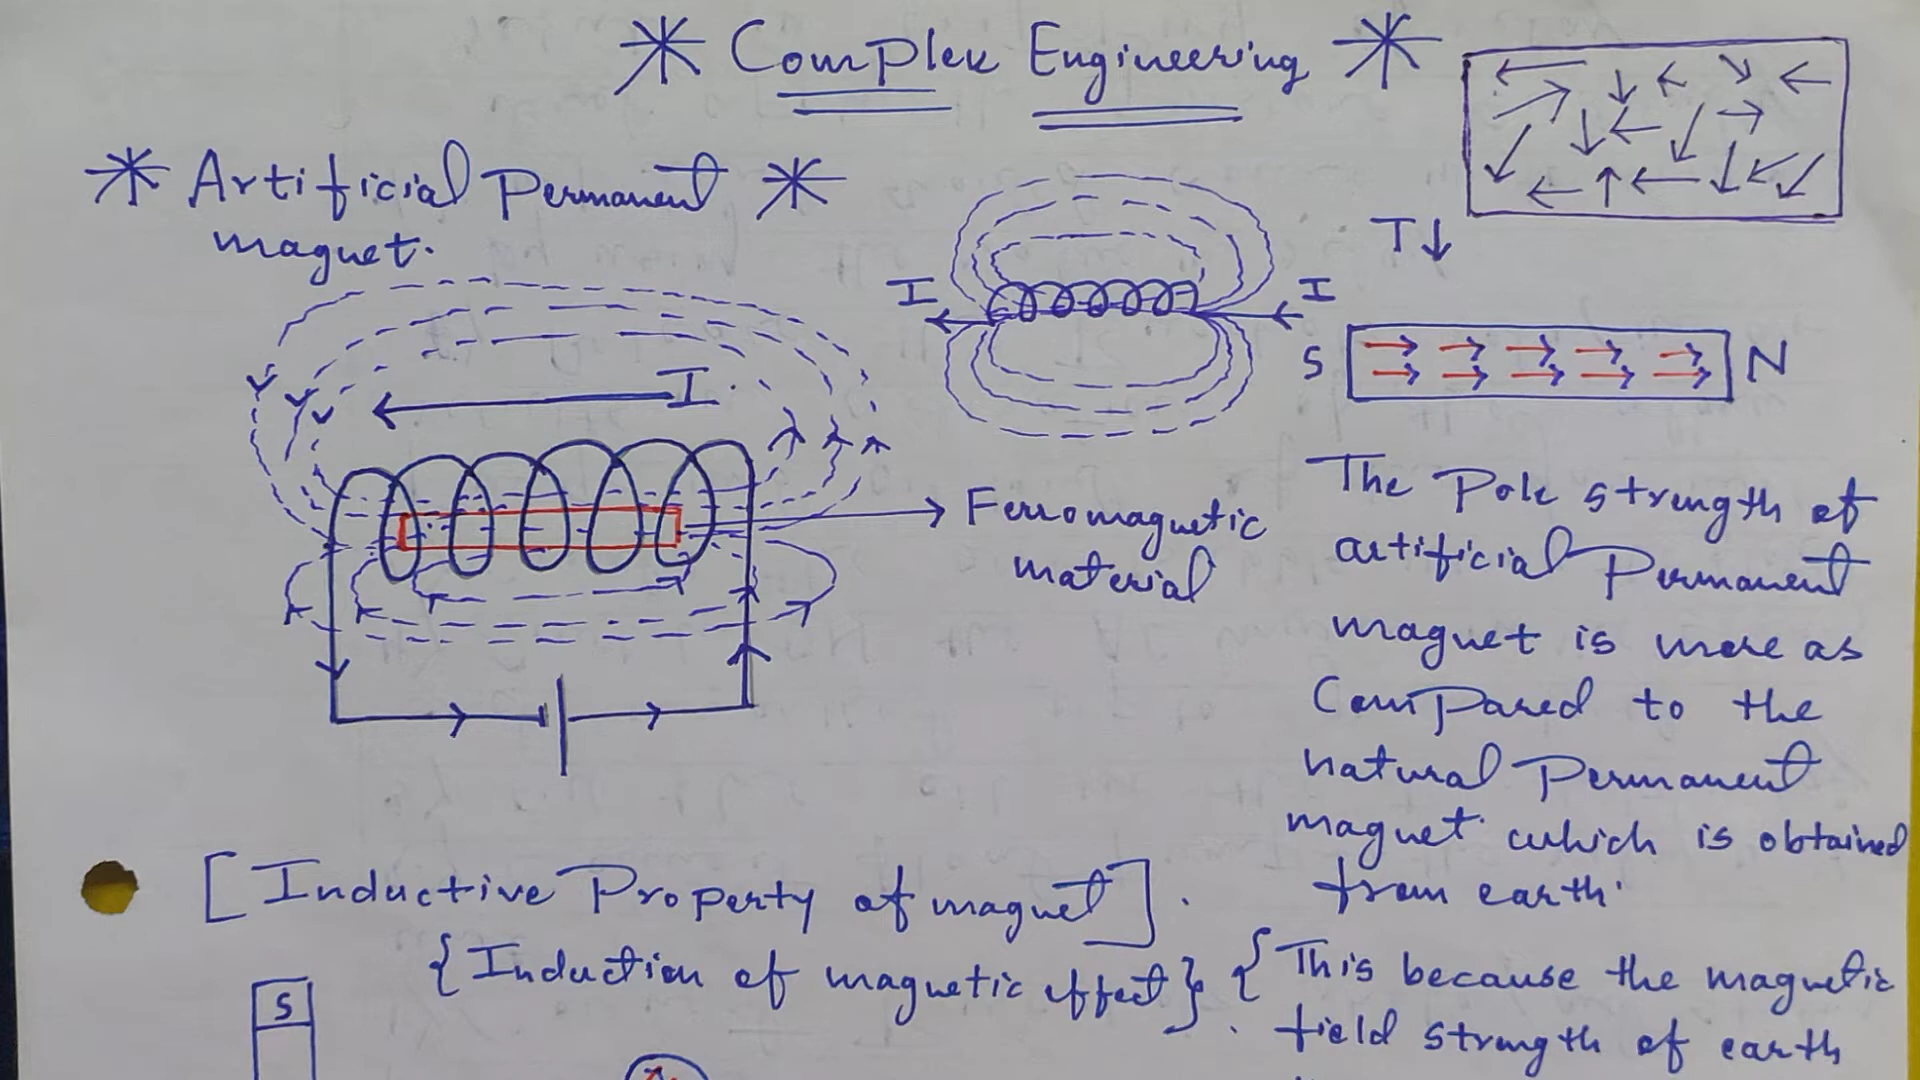 * Complex Engineering *
* Artificial Permanent *
magnet.
I
I
T↓
S
N
I
Ferromagnetic
material
The Pole strength of
artificial Permanent
magnet is more as
Compared to the
natural Permanent
magnet which is obtained
from earth.
[Inductive Property of magnet].
{Induction of magnetic effect}.
{This because the magnetic
field strength of earth
S